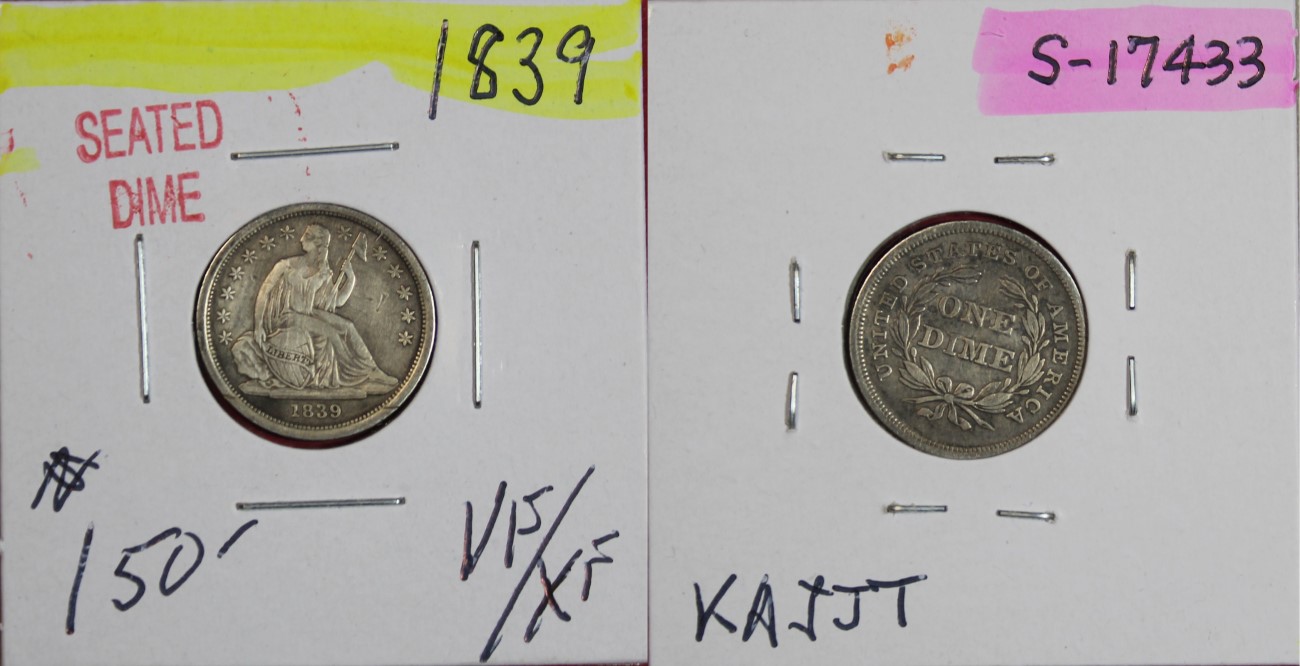 1839
SEATED
DIME
LIBERTY
1839
150-
VF/XF
S-17433
UNITED STATES OF AMERICA
ONE
DIME
KAJJT